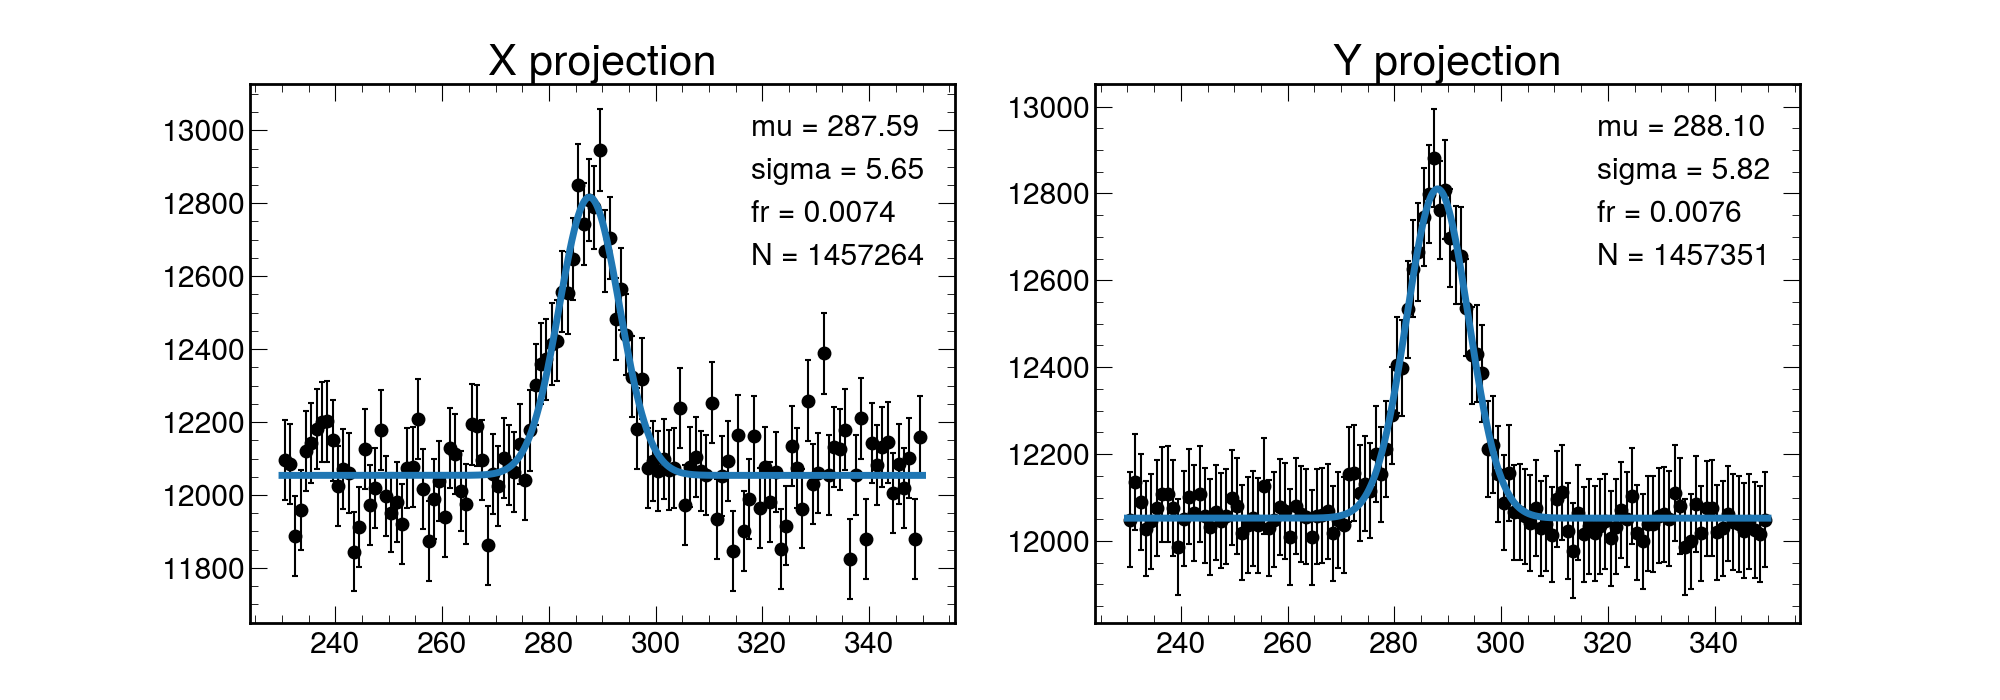 X projection
13000
12800
12600
12400
12200
12000
11800
mu = 287.59
sigma = 5.65
fr = 0.0074
N = 1457264
240 260 280 300 320 340
Y projection
13000
12800
12600
12400
12200
12000
mu = 288.10
sigma = 5.82
fr = 0.0076
N = 1457351
240 260 280 300 320 340